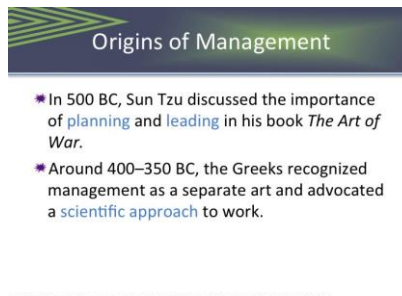 Origins of Management
In 500 BC, Sun Tzu discussed the importance
of planning and leading in his book The Art of
War.
Around 400–350 BC, the Greeks recognized
management as a separate art and advocated
a scientific approach to work.